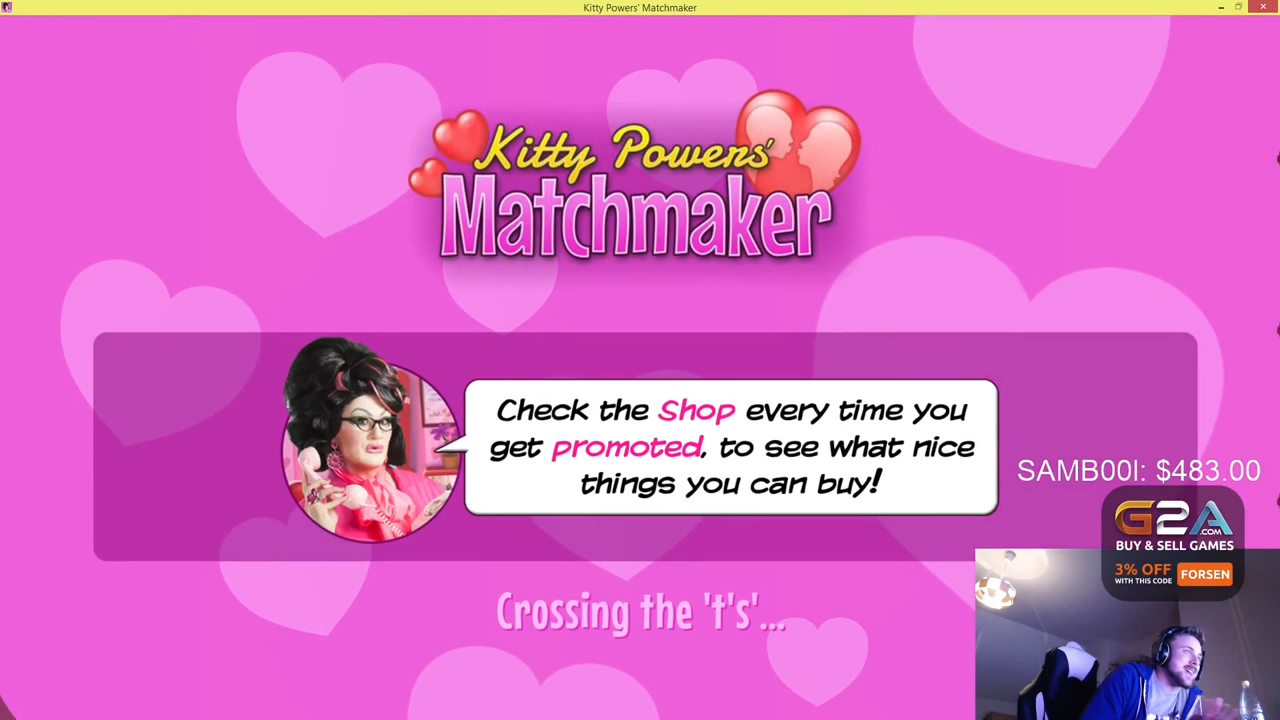 Kitty Powers' Matchmaker
Kitty Powers'
Matchmaker
Check the Shop every time you
get promoted, to see what nice
things you can buy!
SAMB00I: $483.00
G2A
.COM
BUY & SELL GAMES
3% OFF
WITH THIS CODE
FORSEN
Crossing the 't's'...